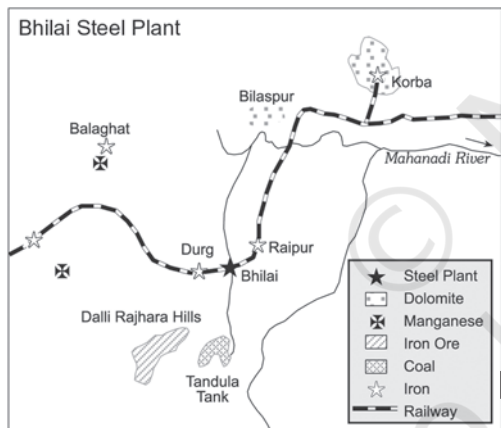 Bhilai Steel Plant
Korba
Bilaspur
Balaghat
Mahanadi River
Durg
Raipur
Bhilai
Dalli Rajhara Hills
Tandula
Tank
Steel Plant
Dolomite
Manganese
Iron Ore
Coal
Iron
Railway